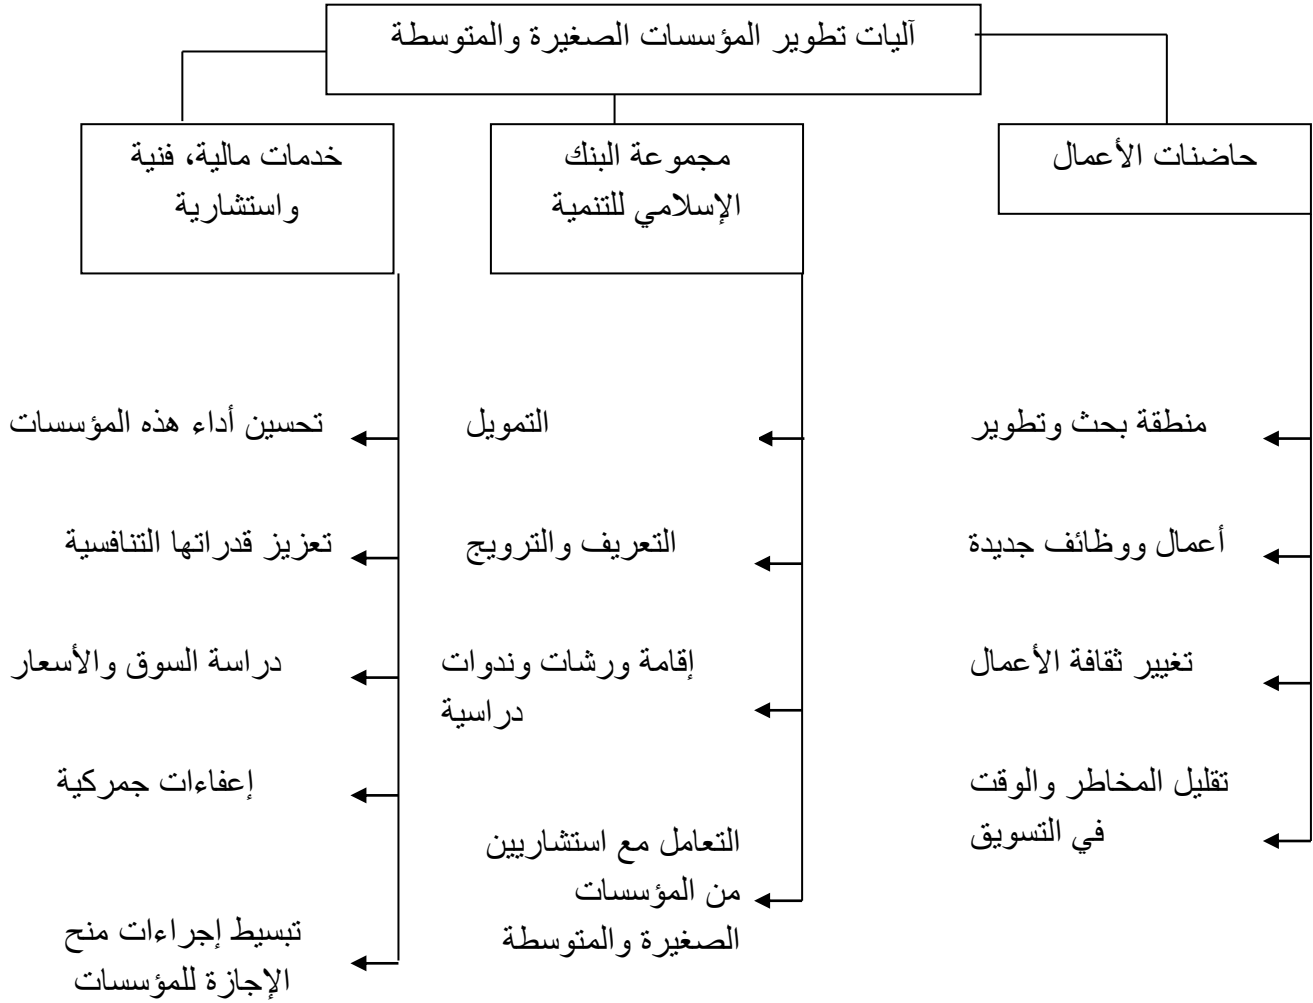 آليات تطوير المؤسسات الصغيرة والمتوسطة
حاضنات الأعمال
منطقة بحث وتطوير
أعمال ووظائف جديدة
تغيير ثقافة الأعمال
تقليل المخاطر والوقت
في التسويق
مجموعة البنك
الإسلامي للتنمية
التمويل
التعريف والترويج
إقامة ورشات وندوات
دراسية
التعامل مع استشاريين
من المؤسسات
الصغيرة والمتوسطة
خدمات مالية، فنية
واستشارية
تحسين أداء هذه المؤسسات
تعزيز قدراتها التنافسية
دراسة السوق والأسعار
إعفاءات جمركية
تبسيط إجراءات منح
الإجازة للمؤسسات